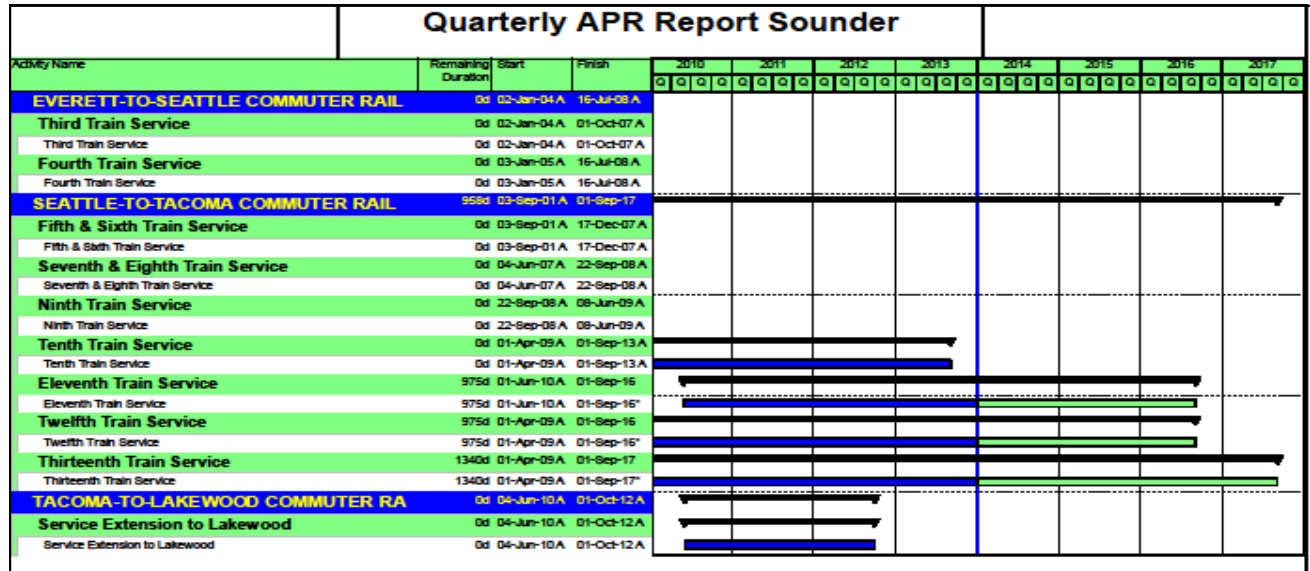 Quarterly APR Report Sounder
Activity Name Remaining Duration Start Finish 2010 2011 2012 2013 2014 2015 2016 2017
Q Q Q Q Q Q Q Q Q Q Q Q Q Q Q Q Q Q Q Q Q Q Q Q Q Q Q Q Q Q Q Q
EVERETT-TO-SEATTLE COMMUTER RAIL 0d 02-Jan-04 A 16-Jul-08 A
Third Train Service 0d 02-Jan-04 A 01-Oct-07 A
Third Train Service 0d 02-Jan-04 A 01-Oct-07 A
Fourth Train Service 0d 03-Jan-05 A 16-Jul-08 A
Fourth Train Service 0d 03-Jan-05 A 16-Jul-08 A
SEATTLE-TO-TACOMA COMMUTER RAIL 958d 03-Sep-01 A 01-Sep-17
Fifth & Sixth Train Service 0d 03-Sep-01 A 17-Dec-07 A
Fifth & Sixth Train Service 0d 03-Sep-01 A 17-Dec-07 A
Seventh & Eighth Train Service 0d 04-Jun-07 A 22-Sep-08 A
Seventh & Eighth Train Service 0d 04-Jun-07 A 22-Sep-08 A
Ninth Train Service 0d 22-Sep-08 A 08-Jun-09 A
Ninth Train Service 0d 22-Sep-08 A 08-Jun-09 A
Tenth Train Service 0d 01-Apr-09 A 01-Sep-13 A
Tenth Train Service 0d 01-Apr-09 A 01-Sep-13 A
Eleventh Train Service 975d 01-Jun-10 A 01-Sep-16
Eleventh Train Service 975d 01-Jun-10 A 01-Sep-16*
Twelfth Train Service 975d 01-Apr-09 A 01-Sep-16
Twelfth Train Service 975d 01-Apr-09 A 01-Sep-16*
Thirteenth Train Service 1340d 01-Apr-09 A 01-Sep-17
Thirteenth Train Service 1340d 01-Apr-09 A 01-Sep-17*
TACOMA-TO-LAKEWOOD COMMUTER RA 0d 04-Jun-10 A 01-Oct-12 A
Service Extension to Lakewood 0d 04-Jun-10 A 01-Oct-12 A
Service Extension to Lakewood 0d 04-Jun-10 A 01-Oct-12 A